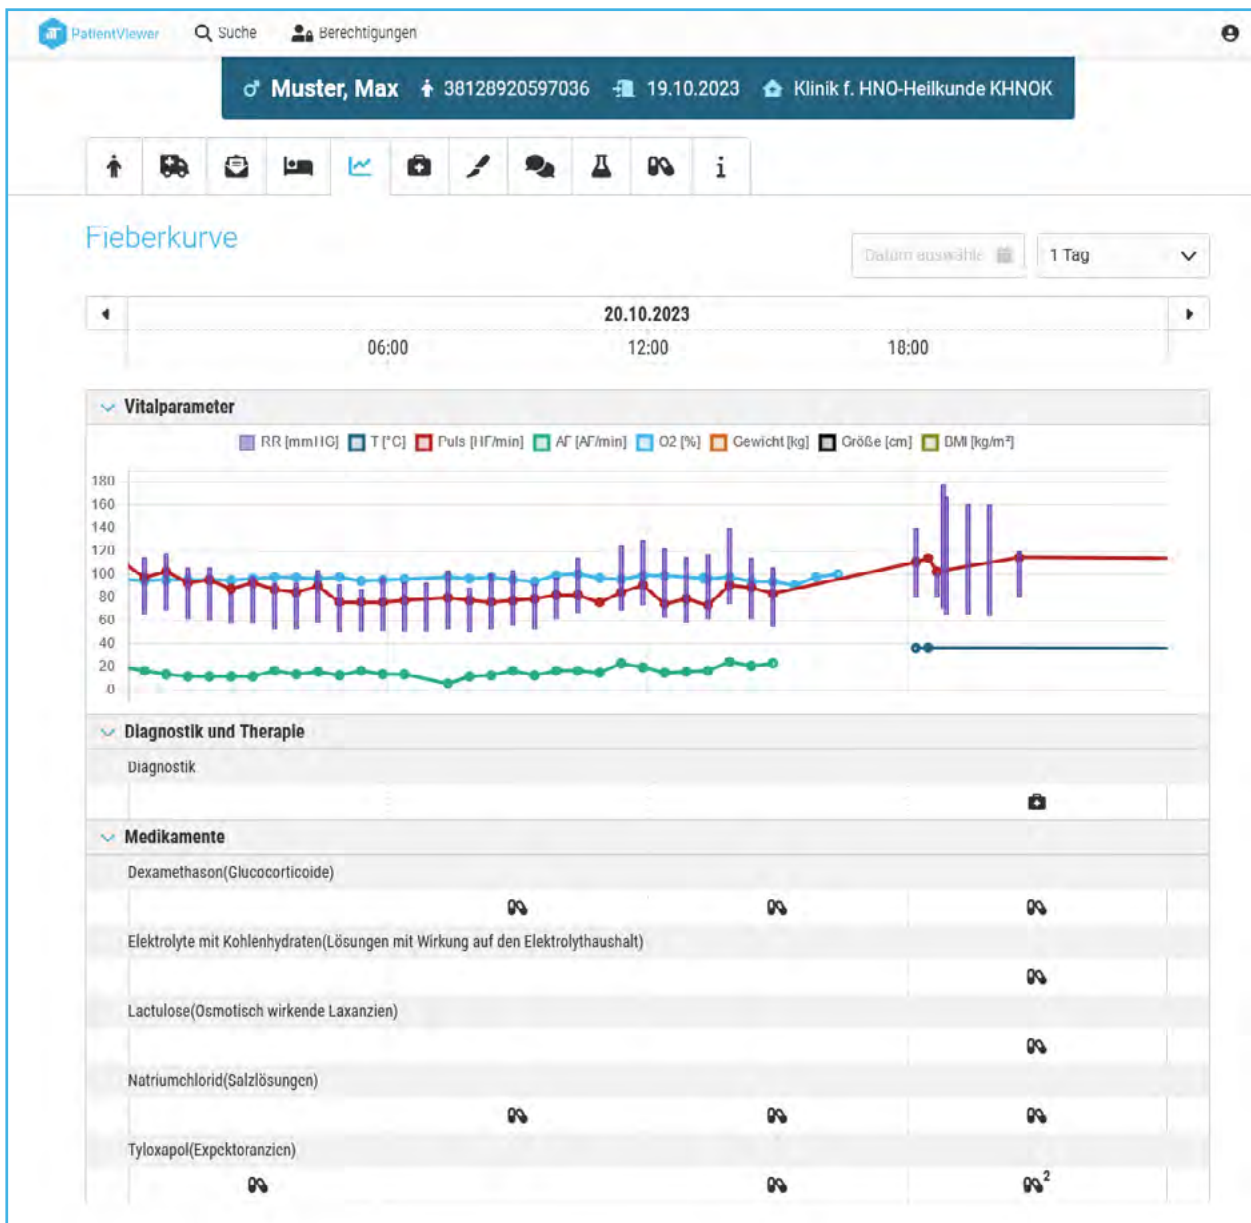 PatientViewer Suche Berechtigungen
Muster, Max 38128920597036 19.10.2023 Klinik f. HNO-Heilkunde KHNOK
i
Fieberkurve
Datum auswähle 1 Tag
20.10.2023
06:00 12:00 18:00
Vitalparameter
RR [mmHG] T [°C] Puls [HF/min] AF [AF/min] O2 [%] Gewicht [kg] Größe [cm] BMI [kg/m²]
180
160
140
120
100
80
60
40
20
0
Diagnostik und Therapie
Diagnostik
Medikamente
Dexamethason(Glucocorticoide)
Elektrolyte mit Kohlenhydraten(Lösungen mit Wirkung auf den Elektrolythaushalt)
Lactulose(Osmotisch wirkende Laxanzien)
Natriumchlorid(Salzlösungen)
Tyloxapol(Expektoranzien)
2